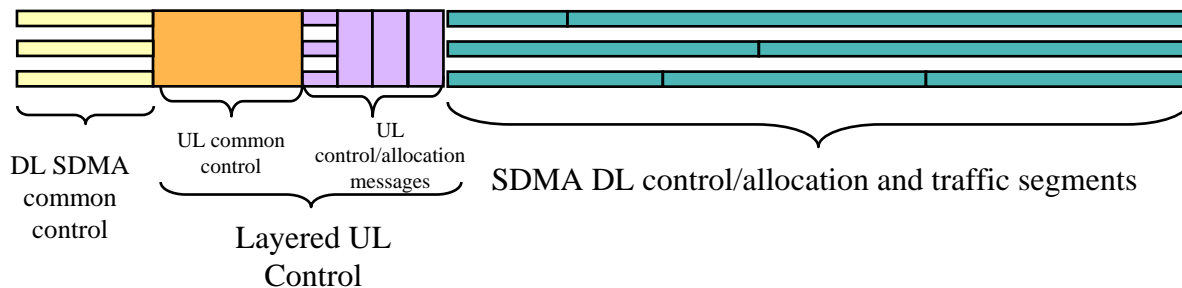 DL SDMA
common
control
UL common
control
UL
control/allocation
messages
Layered UL
Control
SDMA DL control/allocation and traffic segments